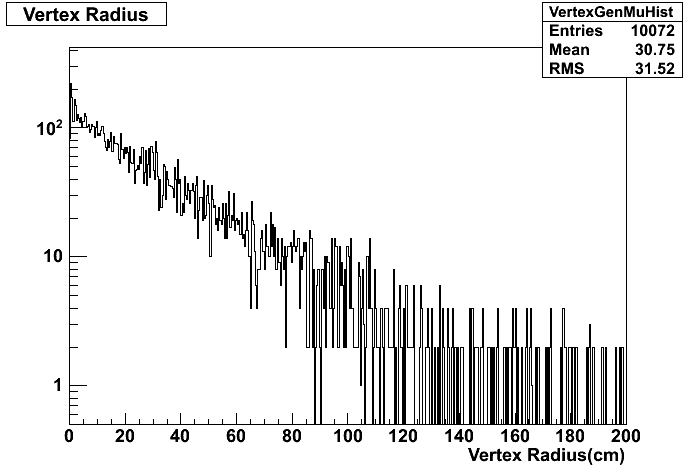 Vertex Radius
VertexGenMuHist
Entries 10072
Mean 30.75
RMS 31.52
10²
10
1
0 20 40 60 80 100 120 140 160 180 200
Vertex Radius(cm)